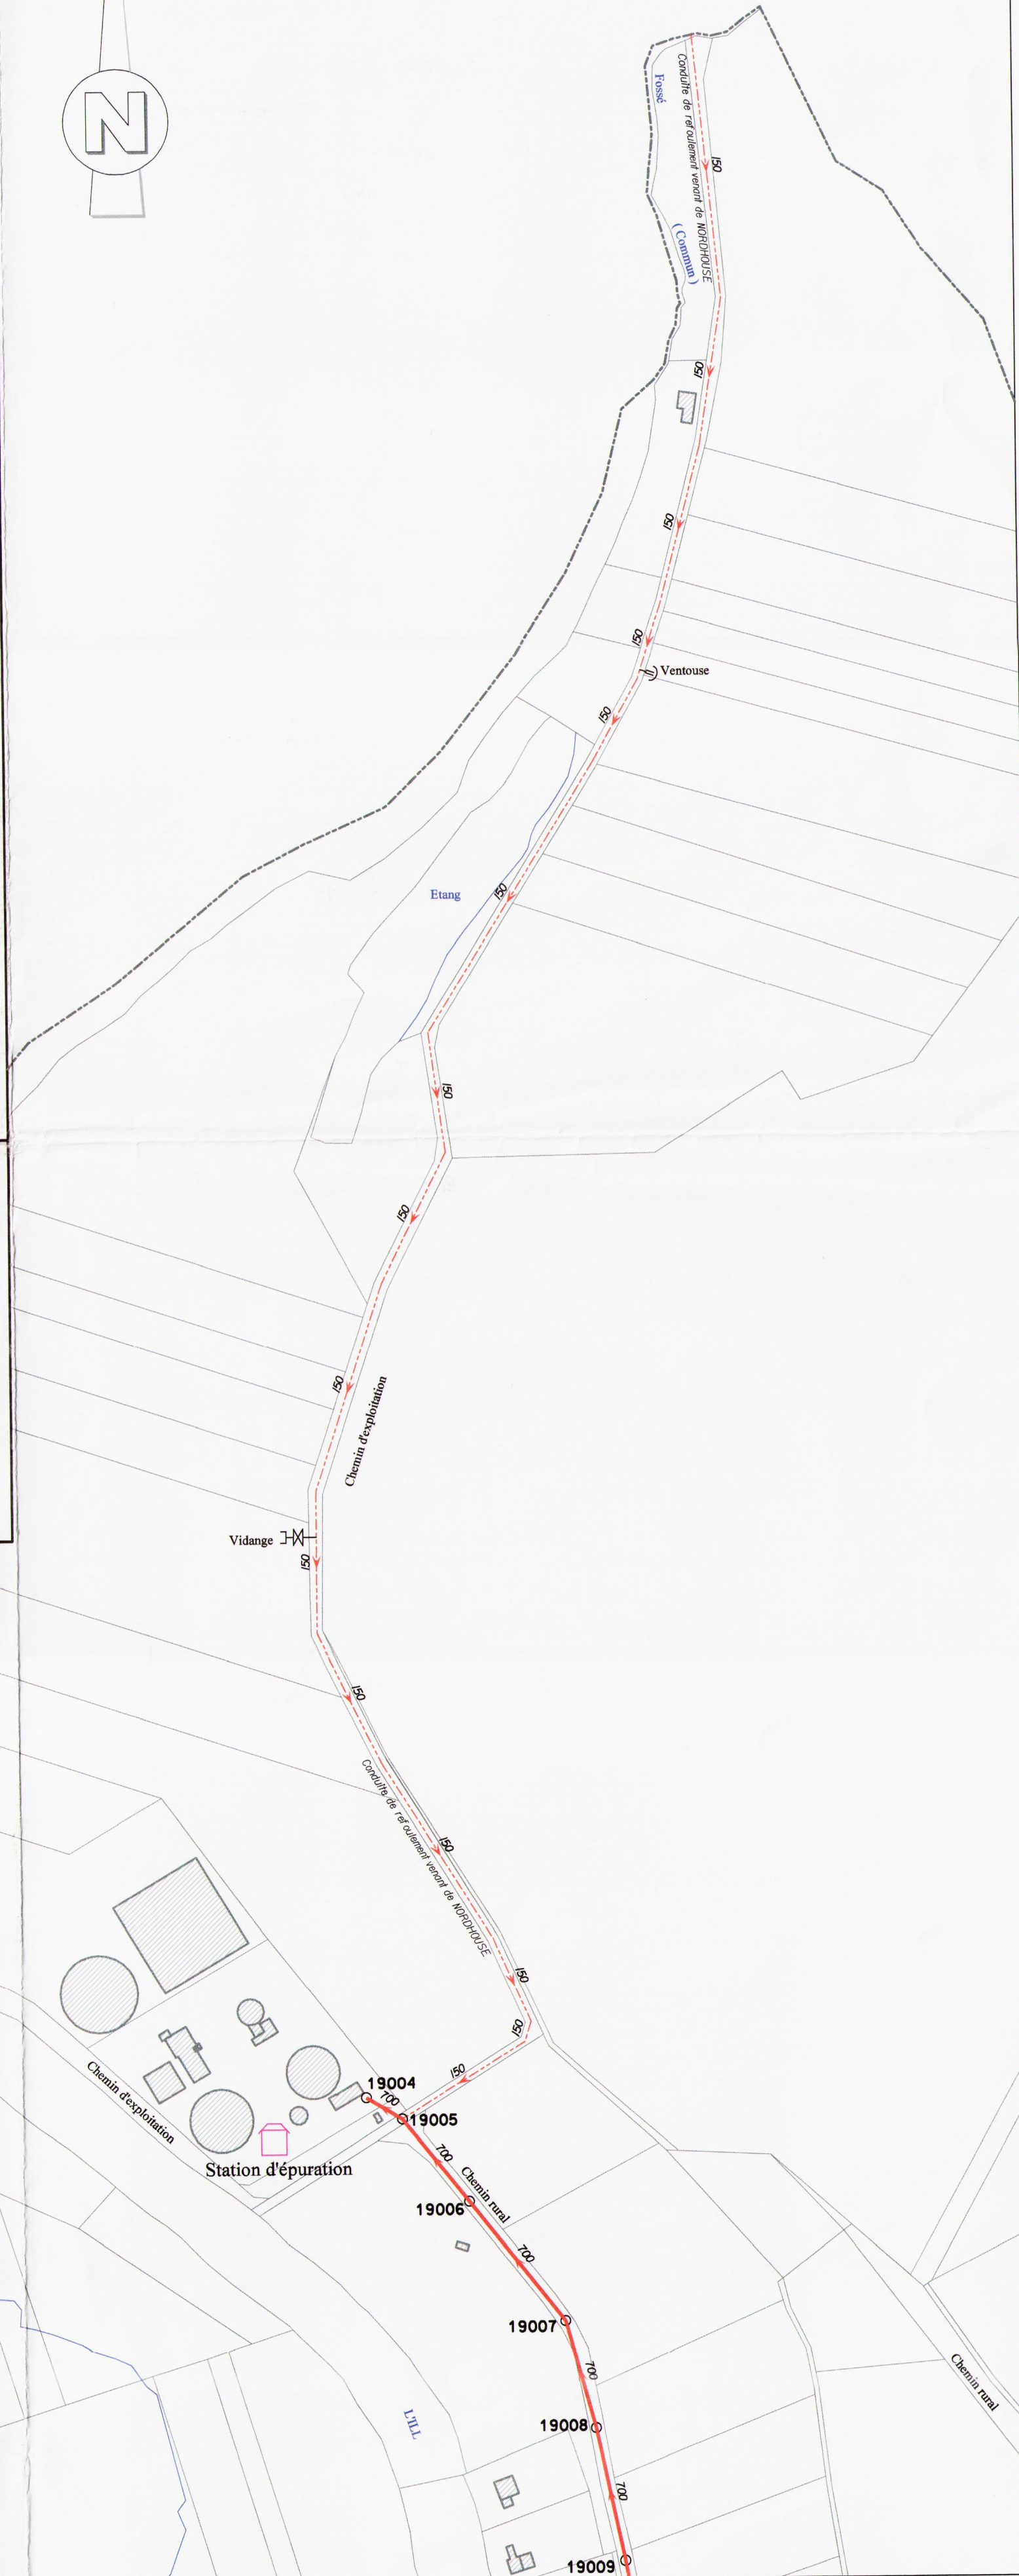 N
Fossé
Conduite de refoulement venant de NORDHOUSE
150
( Commun )
150
150
150
Ventouse
150
Etang
150
150
150
150
Chemin d'exploitation
Vidange
150
150
Conduite de refoulement venant de NORDHOUSE
150
150
150
150
Chemin d'exploitation
19004
700
19005
Station d'épuration
700
Chemin rural
19006
700
19007
700
Chemin rural
L'ILL
19008
700
19009